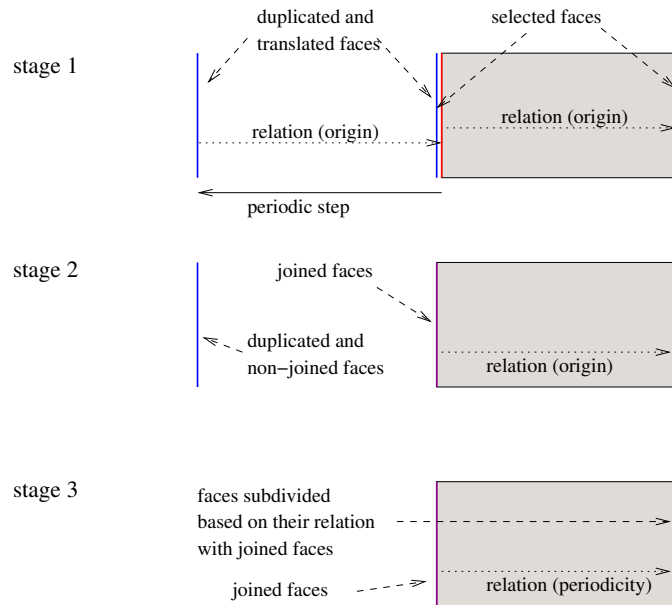 duplicated and
translated faces
selected faces
stage 1
relation (origin)
relation (origin)
periodic step
stage 2
joined faces
duplicated and
non−joined faces
relation (origin)
stage 3
faces subdivided
based on their relation
with joined faces
joined faces
relation (periodicity)